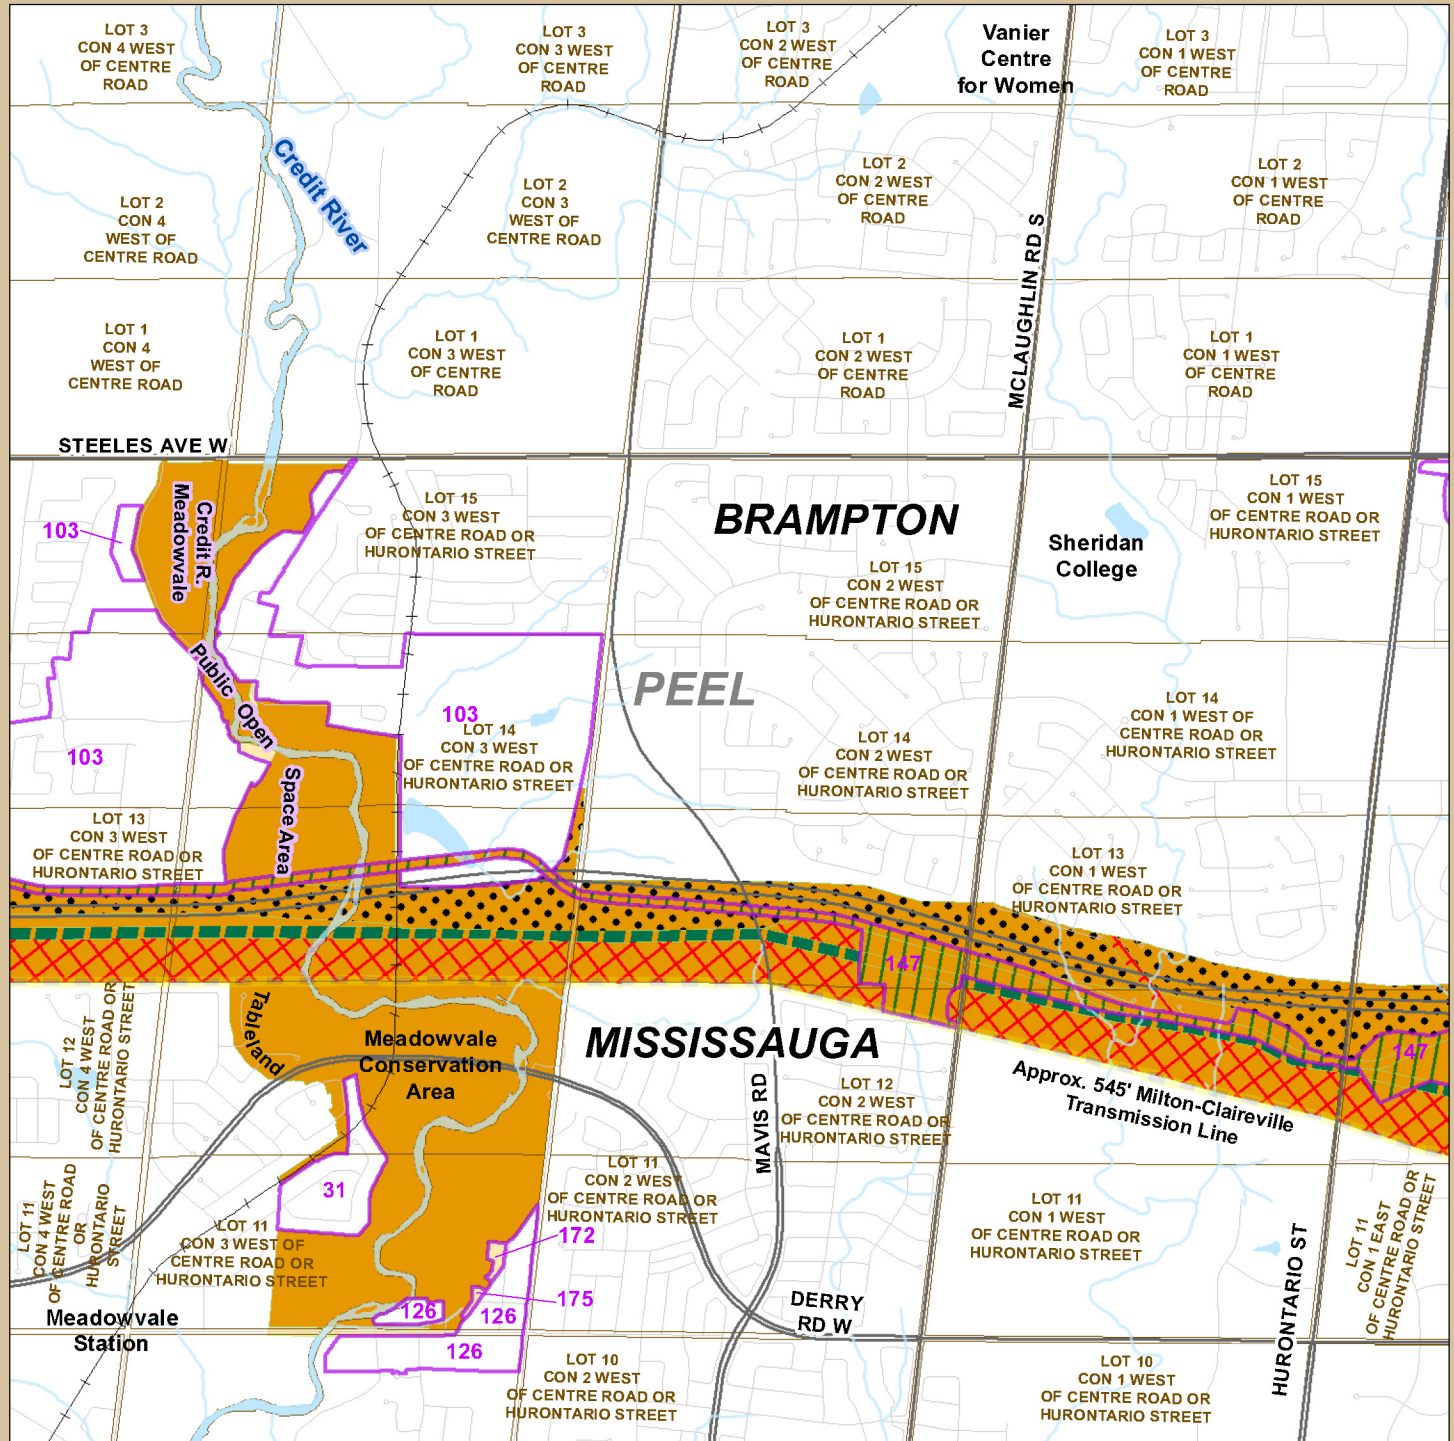 LOT 3
CON 4 WEST
OF CENTRE
ROAD
LOT 3
CON 3 WEST
OF CENTRE
ROAD
LOT 3
CON 2 WEST
OF CENTRE
ROAD
Vanier
Centre
for Women
LOT 3
CON 1 WEST
OF CENTRE
ROAD
Credit River
LOT 2
CON 4
WEST OF
CENTRE ROAD
LOT 2
CON 3
WEST OF
CENTRE ROAD
LOT 2
CON 2 WEST
OF CENTRE
ROAD
LOT 2
CON 1 WEST
OF CENTRE
ROAD
MCLAUGHLIN RD S
LOT 1
CON 4
WEST OF
CENTRE ROAD
LOT 1
CON 3 WEST
OF CENTRE
ROAD
LOT 1
CON 2 WEST
OF CENTRE
ROAD
LOT 1
CON 1 WEST
OF CENTRE
ROAD
STEELES AVE W
103
Credit R.
Meadowvale
Public
Open
Space Area
LOT 15
CON 3 WEST
OF CENTRE ROAD OR
HURONTARIO STREET
BRAMPTON
LOT 15
CON 2 WEST
OF CENTRE ROAD OR
HURONTARIO STREET
Sheridan
College
LOT 15
CON 1 WEST
OF CENTRE ROAD OR
HURONTARIO STREET
PEEL
103
103
LOT 14
CON 3 WEST
OF CENTRE ROAD OR
HURONTARIO STREET
LOT 14
CON 2 WEST
OF CENTRE ROAD OR
HURONTARIO STREET
LOT 14
CON 1 WEST OF
CENTRE ROAD OR
HURONTARIO STREET
LOT 13
CON 3 WEST
OF CENTRE ROAD OR
HURONTARIO STREET
LOT 13
CON 1 WEST
OF CENTRE ROAD OR
HURONTARIO STREET
147
147
Tableland
Meadowvale
Conservation
Area
MISSISSAUGA
LOT 12
CON 4 WEST
OF CENTRE ROAD OR
HURONTARIO STREET
MAVIS RD
LOT 12
CON 2 WEST
OF CENTRE ROAD OR
HURONTARIO STREET
Approx. 545' Milton-Claireville
Transmission Line
31
LOT 11
CON 4 WEST
OF CENTRE ROAD
OR
HURONTARIO
STREET
LOT 11
CON 3 WEST OF
CENTRE ROAD OR
HURONTARIO STREET
LOT 11
CON 2 WEST
OF CENTRE ROAD OR
HURONTARIO STREET
LOT 11
CON 1 WEST
OF CENTRE ROAD OR
HURONTARIO STREET
LOT 11
CON 1 EAST
OF CENTRE ROAD OR
HURONTARIO STREET
172
175
126
126
126
Meadowvale
Station
DERRY
RD W
HURONTARIO ST
LOT 10
CON 2 WEST
OF CENTRE ROAD OR
HURONTARIO STREET
LOT 10
CON 1 WEST
OF CENTRE ROAD OR
HURONTARIO STREET